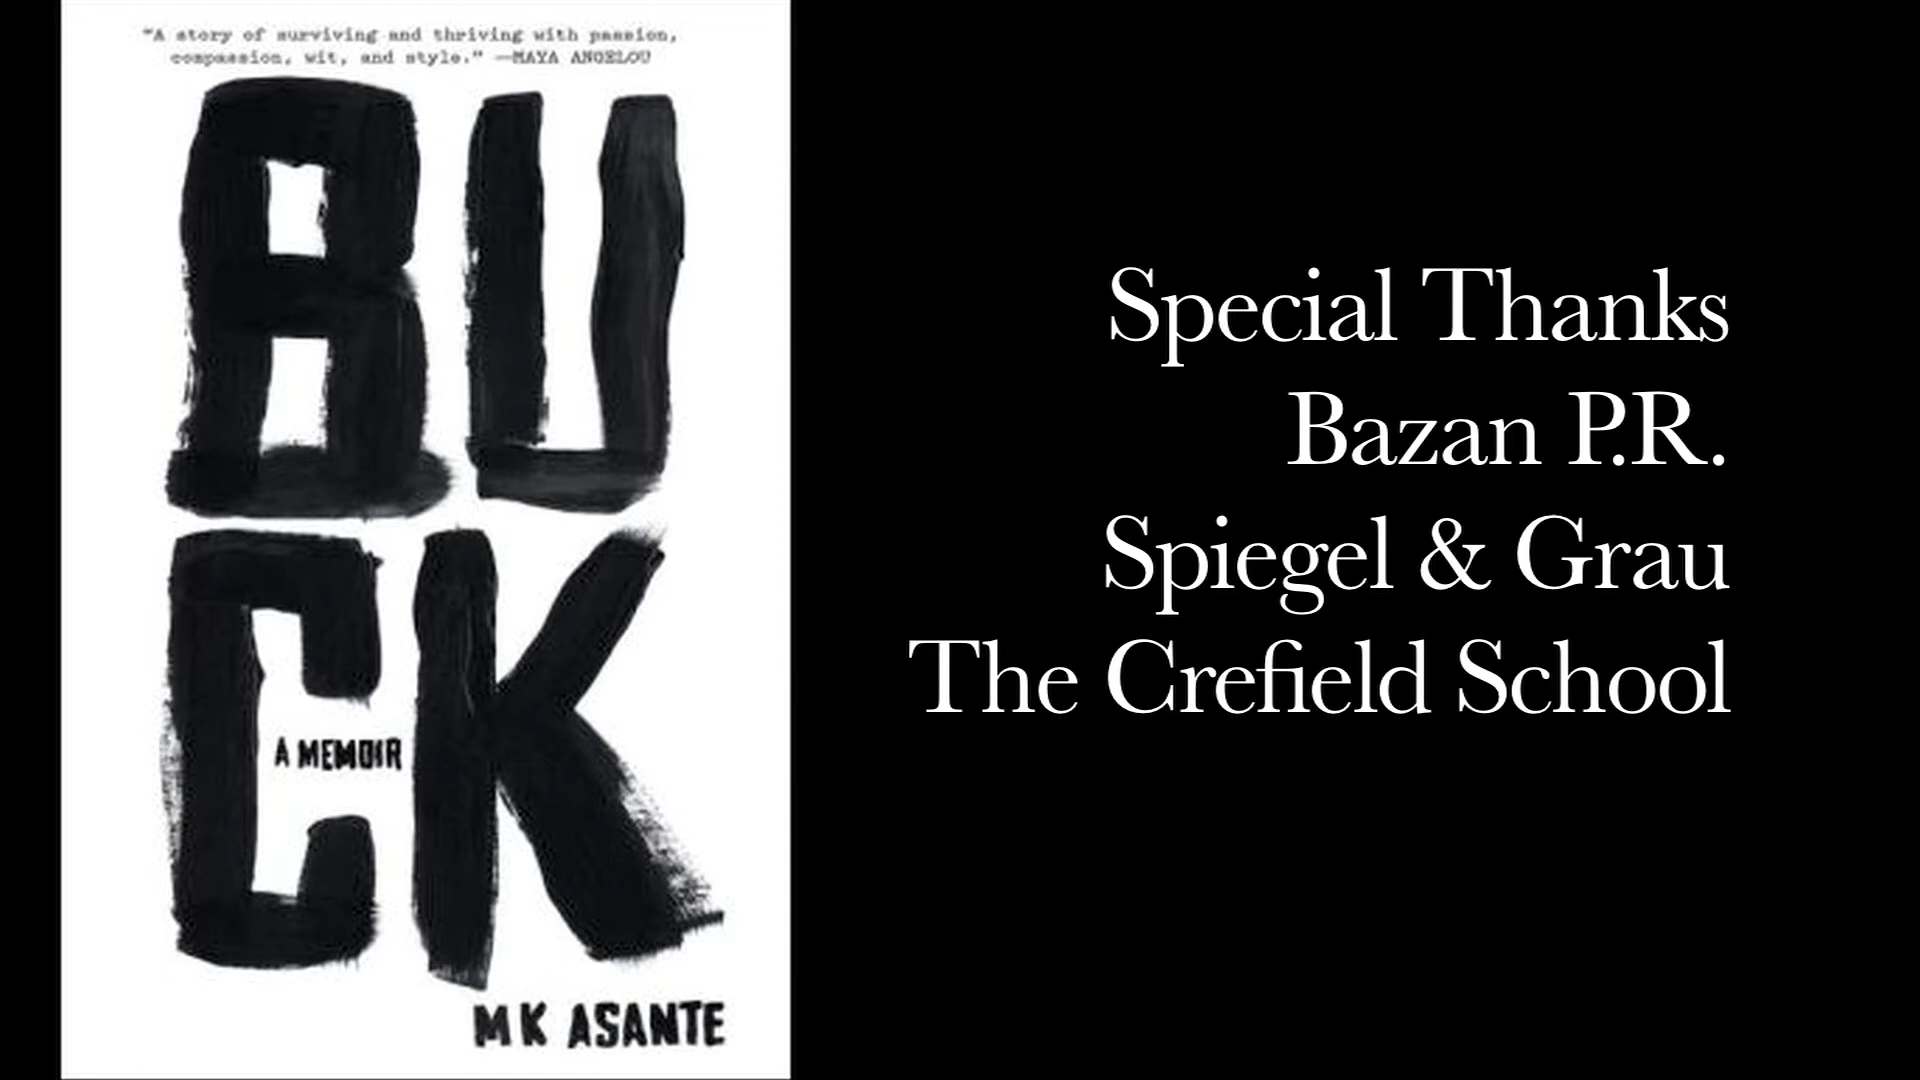 "A story of surviving and thriving with passion,
compassion, wit, and style." —MAYA ANGELOU
BU
CK
A MEMOIR
MK ASANTE
Special Thanks
Bazan P.R.
Spiegel & Grau
The Crefield School